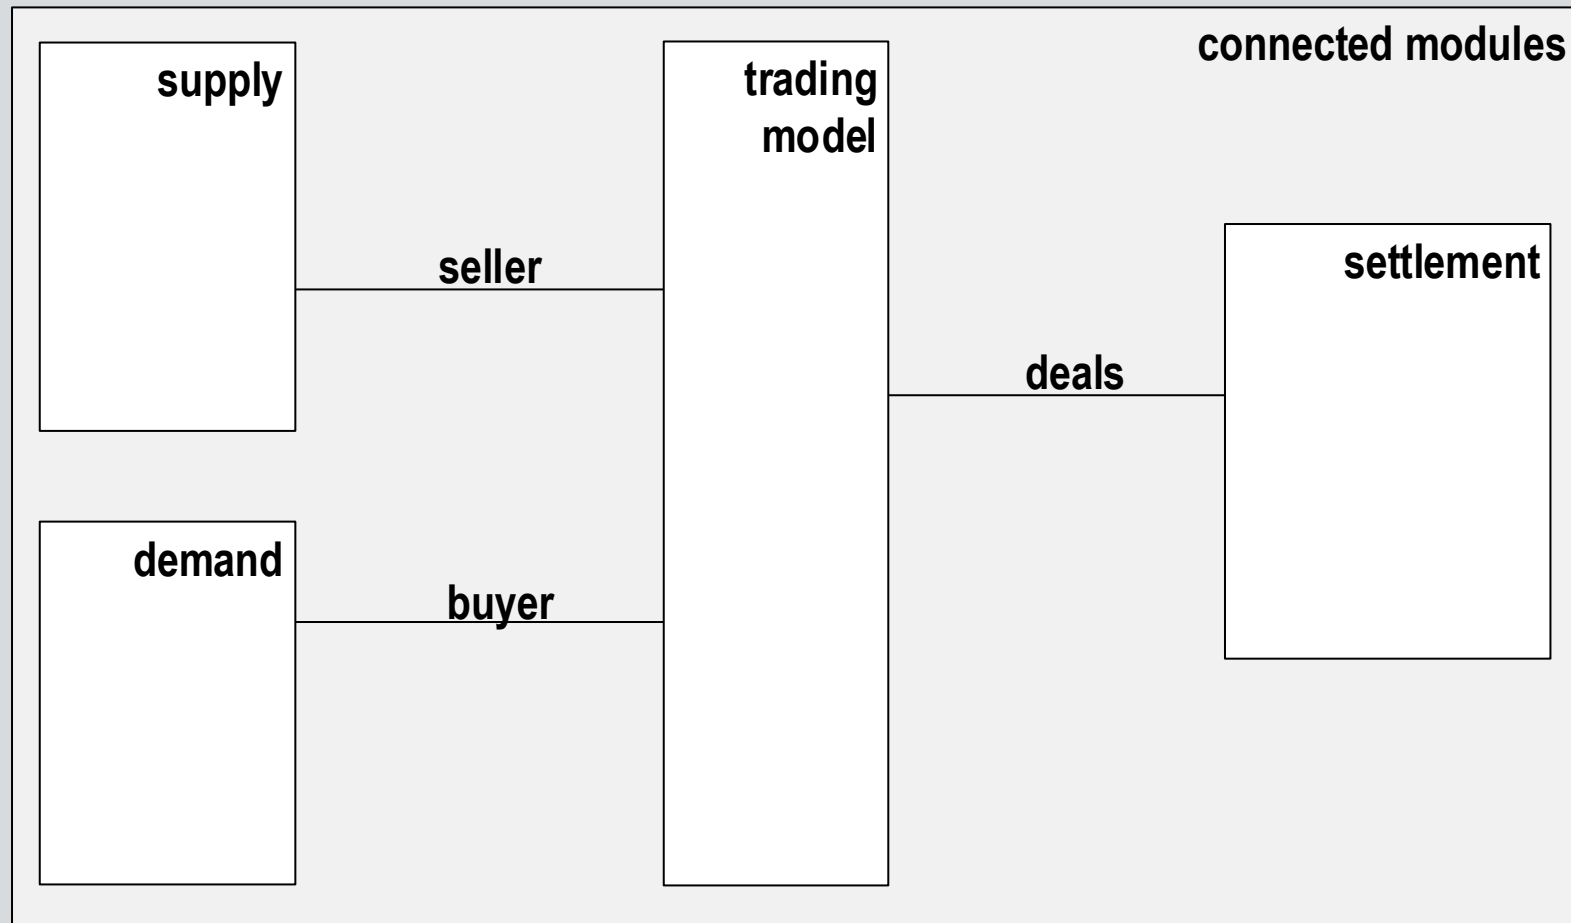 connected modules
supply
trading
model
seller
settlement
deals
demand
buyer